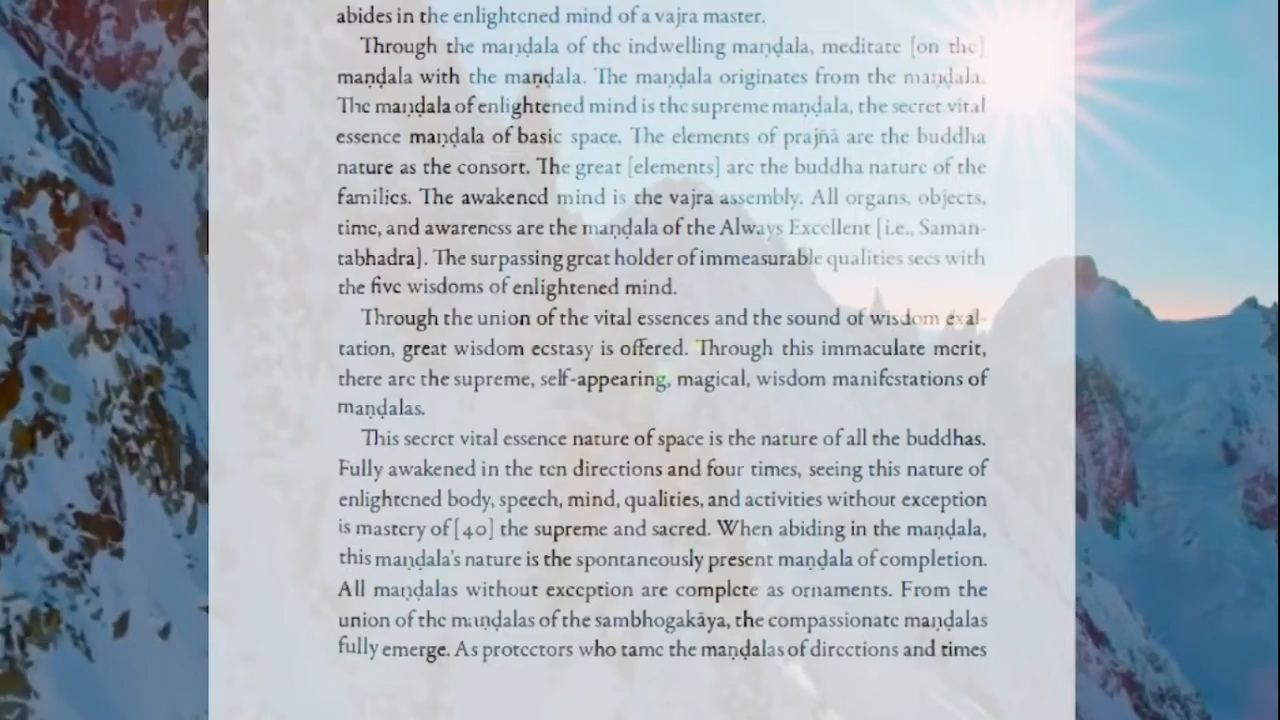 abides in the enlightened mind of a vajra master.
Through the maṇḍala of the indwelling maṇḍala, meditate [on the]
maṇḍala with the maṇḍala. The maṇḍala originates from the maṇḍala.
The maṇḍala of enlightened mind is the supreme maṇḍala, the secret vital
essence maṇḍala of basic space. The elements of prajñā are the buddha
nature as the consort. The great [elements] are the buddha nature of the
families. The awakened mind is the vajra assembly. All organs, objects,
time, and awareness are the maṇḍala of the Always Excellent [i.e., Saman-
tabhadra]. The surpassing great holder of immeasurable qualities sees with
the five wisdoms of enlightened mind.
Through the union of the vital essences and the sound of wisdom exal-
tation, great wisdom ecstasy is offered. Through this immaculate merit,
there are the supreme, self-appearing, magical, wisdom manifestations of
maṇḍalas.
This secret vital essence nature of space is the nature of all the buddhas.
Fully awakened in the ten directions and four times, seeing this nature of
enlightened body, speech, mind, qualities, and activities without exception
is mastery of [40] the supreme and sacred. When abiding in the maṇḍala,
this maṇḍala's nature is the spontaneously present maṇḍala of completion.
All maṇḍalas without exception are complete as ornaments. From the
union of the maṇḍalas of the sambhogakāya, the compassionate maṇḍalas
fully emerge. As protectors who tame the maṇḍalas of directions and times